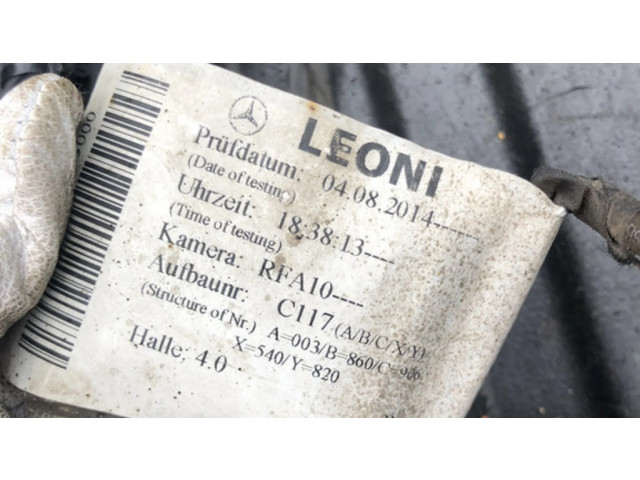 LEONI
Prüfdatum: 04.08.2014------
(Date of testing)
Uhrzeit: 18:38:13----
(Time of testing)
Kamera: RFA10----
Aufbaunr: C117 (A/B/C/X/Y)
(Structure of Nr.) A=003/B=860/C=906
X=540/Y=820
Halle, 4.0